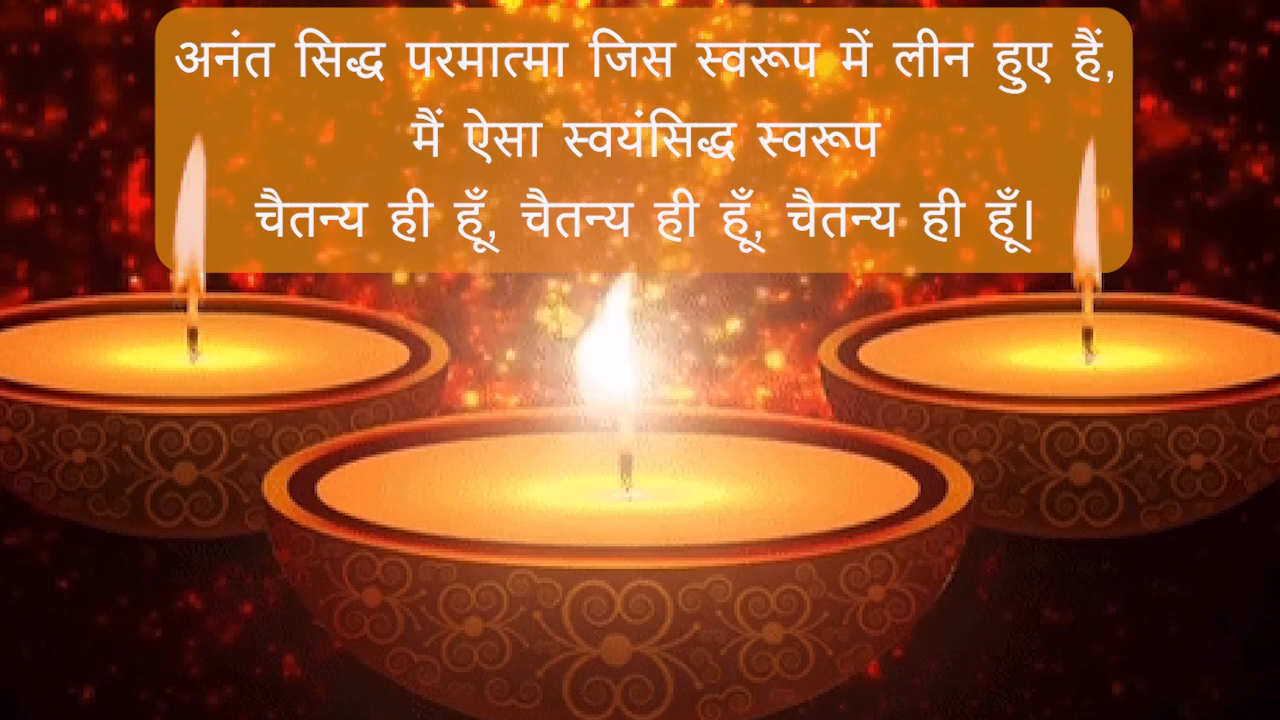 अनंत सिद्ध परमात्मा जिस स्वरूप में लीन हुए हैं,
मैं ऐसा स्वयंसिद्ध स्वरूप
चैतन्य ही हूँ, चैतन्य ही हूँ, चैतन्य ही हूँ।